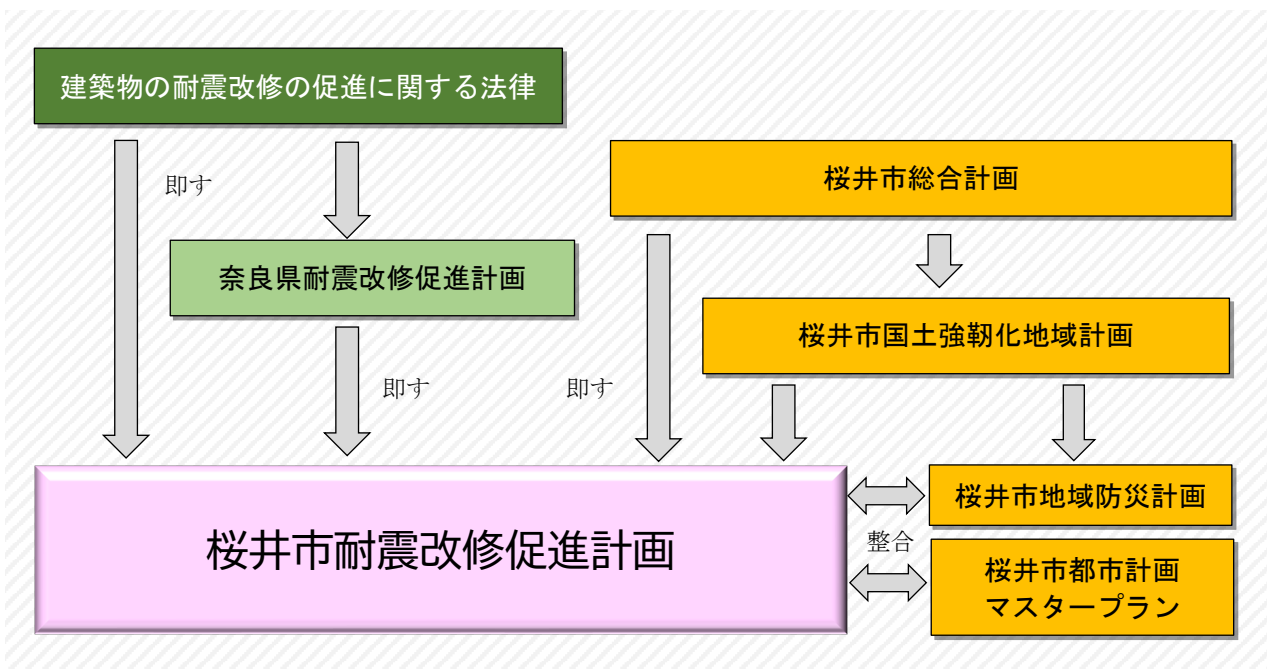 建築物の耐震改修の促進に関する法律
即す
桜井市総合計画
奈良県耐震改修促進計画
桜井市国土強靭化地域計画
即す
即す
桜井市耐震改修促進計画
桜井市地域防災計画
整合
桜井市都市計画
マスタープラン